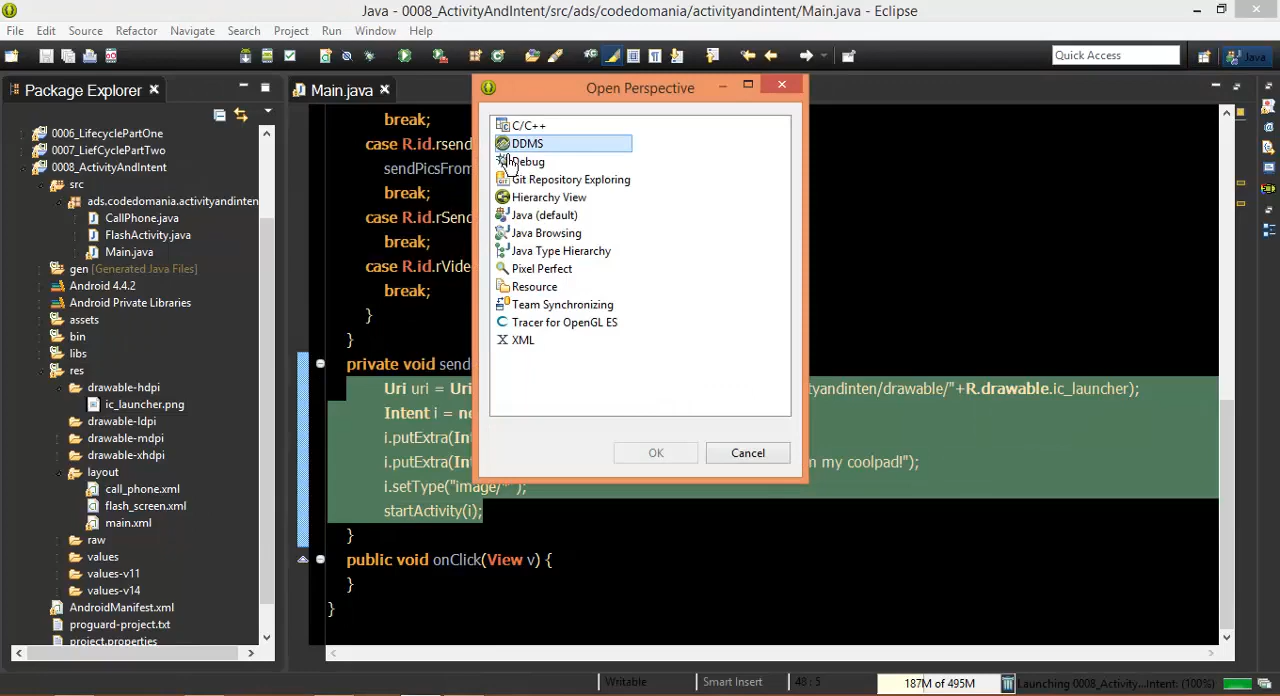 Java - 0008_ActivityAndIntent/src/ads/codedomania/activityandintent/Main.java - Eclipse
File Edit Source Refactor Navigate Search Project Run Window Help
Quick Access
Java
Package Explorer
0006_LifecyclePartOne
0007_LiefCyclePartTwo
0008_ActivityAndIntent
src
ads.codedomania.activityandinten
CallPhone.java
FlashActivity.java
Main.java
gen [Generated Java Files]
Android 4.4.2
Android Private Libraries
assets
bin
libs
res
drawable-hdpi
ic_launcher.png
drawable-ldpi
drawable-mdpi
drawable-xhdpi
layout
call_phone.xml
flash_screen.xml
main.xml
raw
values
values-v11
values-v14
AndroidManifest.xml
proguard-project.txt
project.properties
Main.java
break;
case R.id.rsend
sendPicsFrom
break;
case R.id.rSend
break;
case R.id.rVide
break;
}
}
private void send
Uri uri = Uri yandinten/drawable/"+R.drawable.ic_launcher);
Intent i = ne
i.putExtra(Int
i.putExtra(Int m my coolpad!");
i.setType("image/*");
startActivity(i);
}
public void onClick(View v) {
}
}
Open Perspective
C/C++
DDMS
Debug
Git Repository Exploring
Hierarchy View
Java (default)
Java Browsing
Java Type Hierarchy
Pixel Perfect
Resource
Team Synchronizing
Tracer for OpenGL ES
XML
OK Cancel
Writable Smart Insert 48 : 5 187M of 495M Launching 0008_Activity...Intent: (100%)